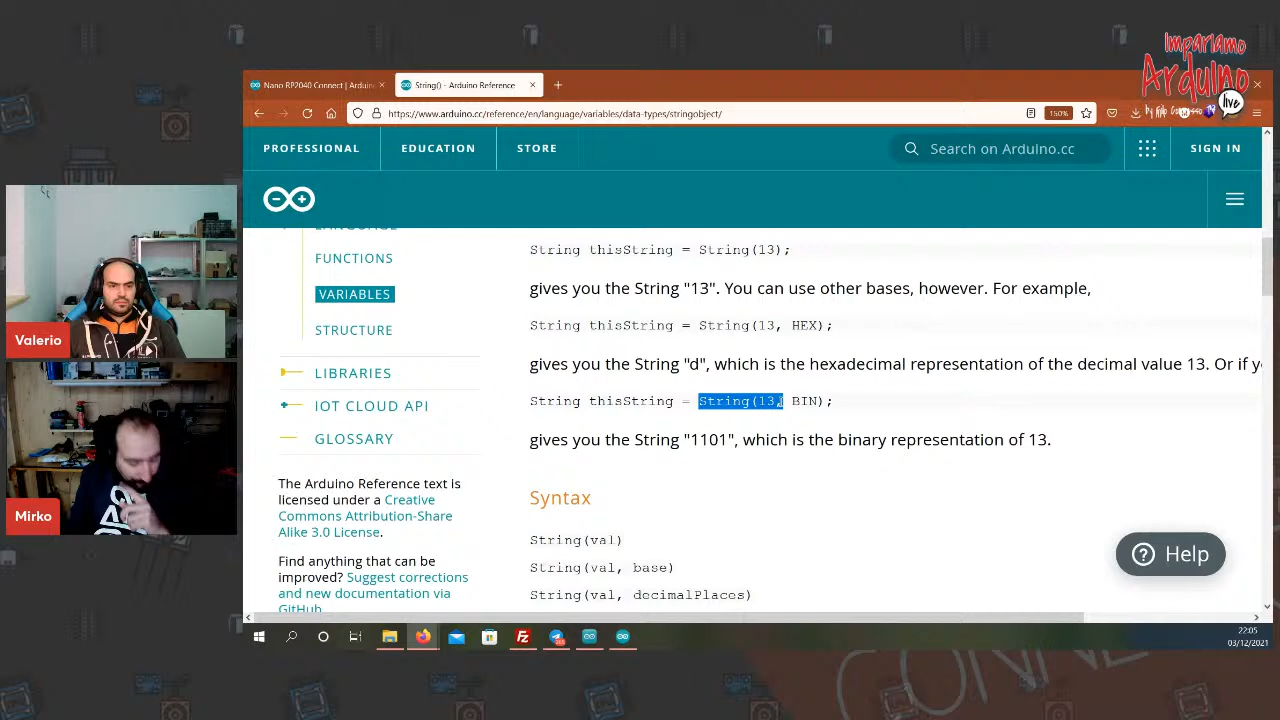 Impariamo
Arduino
live
Nano RP2040 Connect | Arduin
String() - Arduino Reference
https://www.arduino.cc/reference/en/language/variables/data-types/stringobject/
150%
PROFESSIONAL
EDUCATION
STORE
Search on Arduino.cc
SIGN IN
LANGUAGE
FUNCTIONS
VARIABLES
STRUCTURE
LIBRARIES
IOT CLOUD API
GLOSSARY
The Arduino Reference text is
licensed under a Creative
Commons Attribution-Share
Alike 3.0 License.
Find anything that can be
improved? Suggest corrections
and new documentation via
GitHub.
String thisString = String(13);
gives you the String "13". You can use other bases, however. For example,
String thisString = String(13, HEX);
gives you the String "d", which is the hexadecimal representation of the decimal value 13. Or if y
String thisString = String(13, BIN);
gives you the String "1101", which is the binary representation of 13.
Syntax
String(val)
String(val, base)
String(val, decimalPlaces)
Help
Valerio
Mirko
22:05
03/12/2021
CONNE